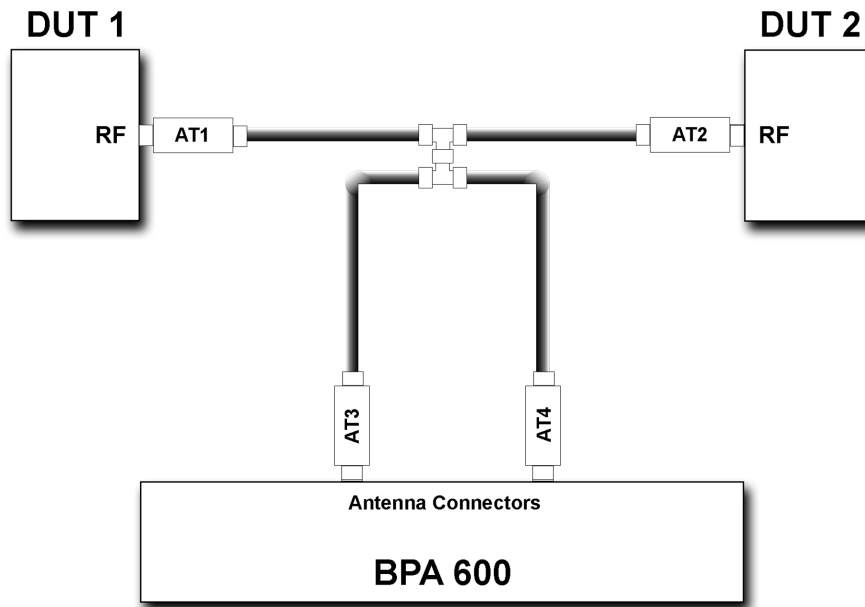 DUT 1
DUT 2
RF
AT1
AT2
RF
AT3
AT4
Antenna Connectors
BPA 600